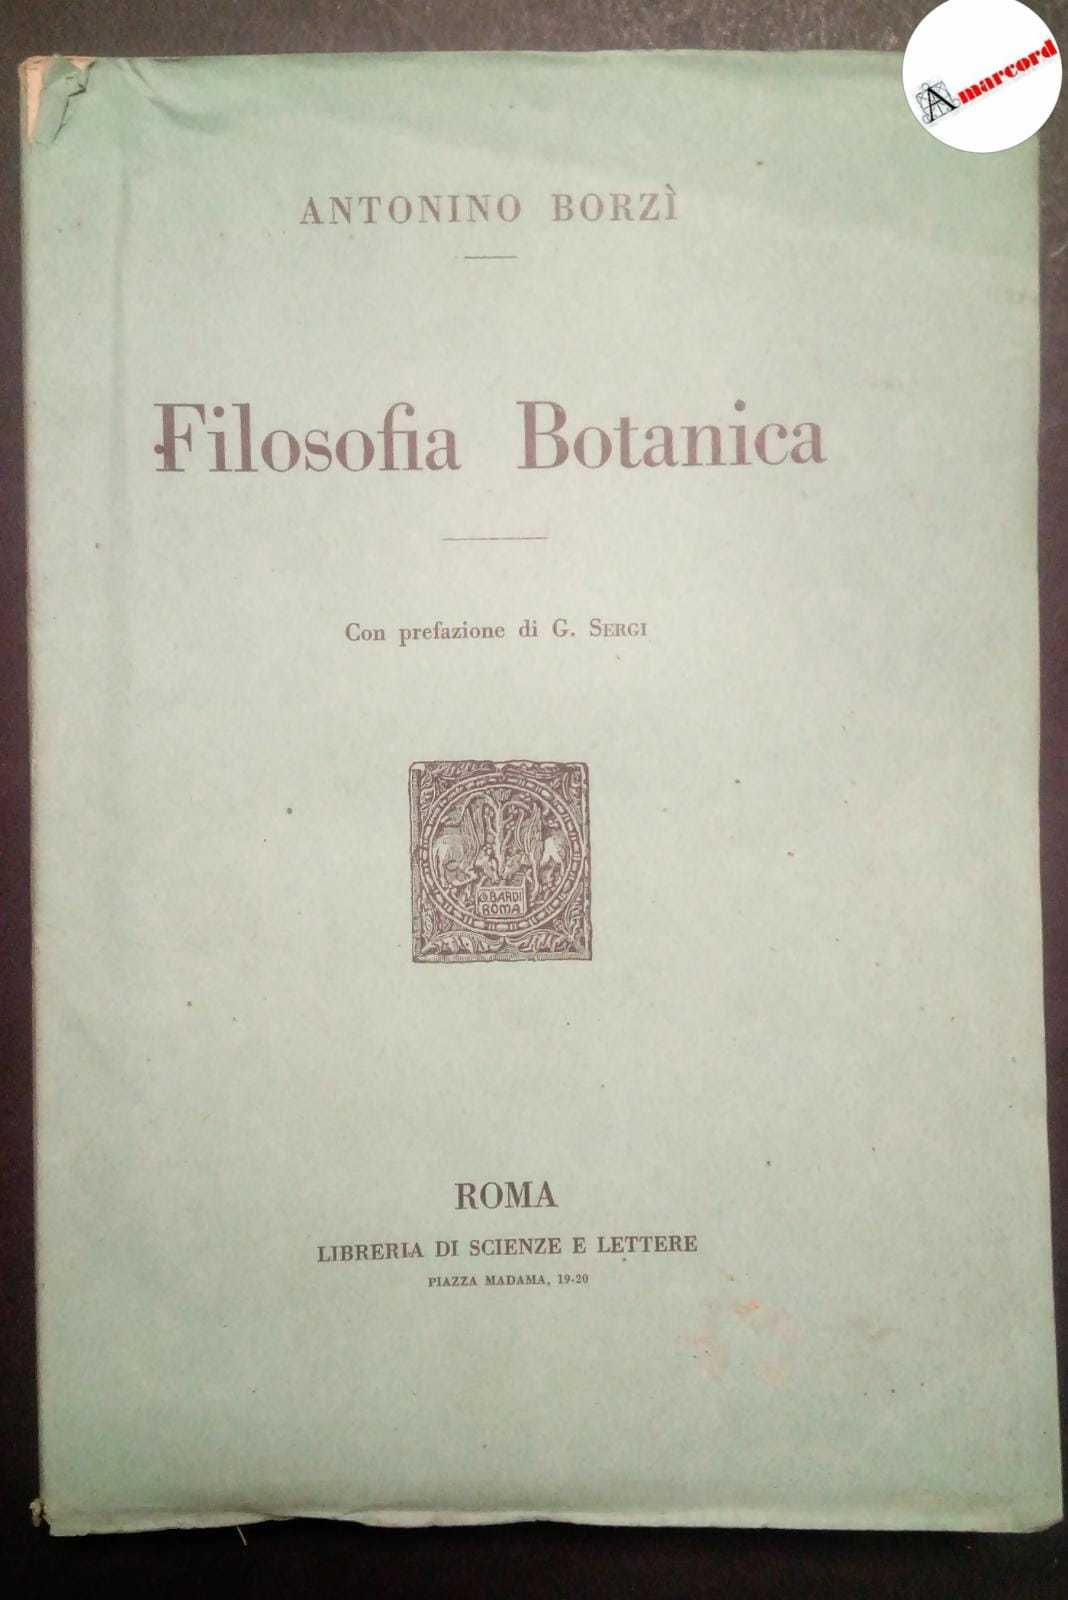 Amarcord
ANTONINO BORZÌ
Filosofia Botanica
Con prefazione di G. SERGI
G. BARDI
ROMA
ROMA
LIBRERIA DI SCIENZE E LETTERE
PIAZZA MADAMA, 19-20